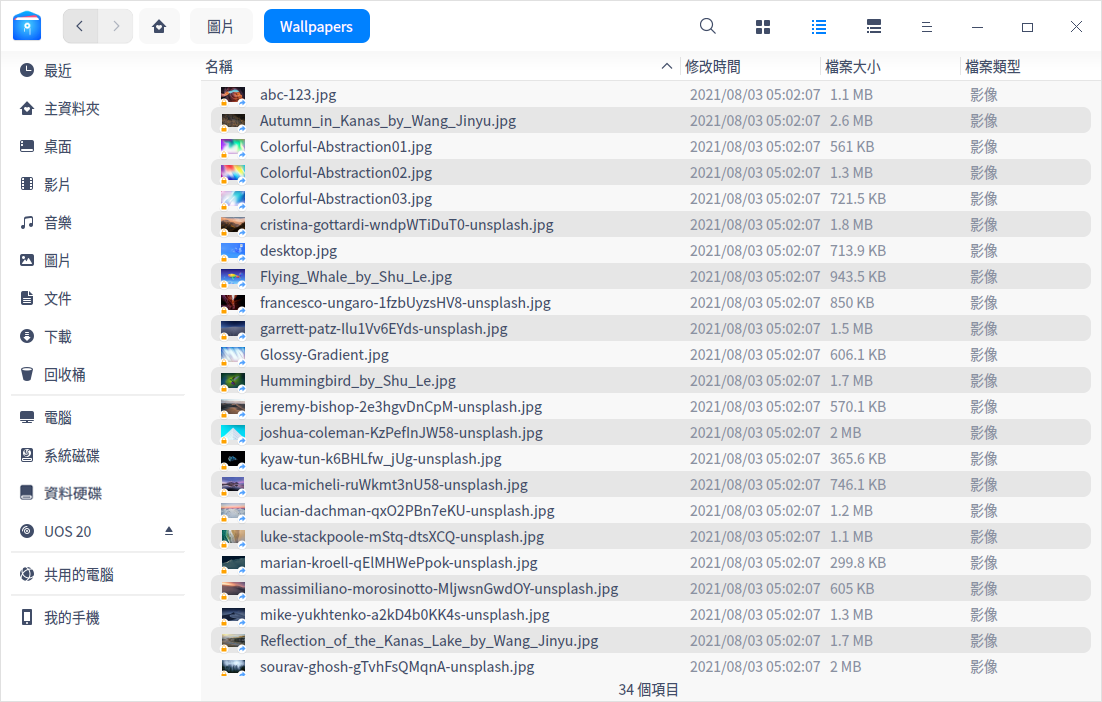 圖片
Wallpapers
最近
主資料夾
桌面
影片
音樂
圖片
文件
下載
回收桶
電腦
系統磁碟
資料硬碟
UOS 20
共用的電腦
我的手機
名稱 修改時間 檔案大小 檔案類型
abc-123.jpg 2021/08/03 05:02:07 1.1 MB 影像
Autumn_in_Kanas_by_Wang_Jinyu.jpg 2021/08/03 05:02:07 2.6 MB 影像
Colorful-Abstraction01.jpg 2021/08/03 05:02:07 561 KB 影像
Colorful-Abstraction02.jpg 2021/08/03 05:02:07 1.3 MB 影像
Colorful-Abstraction03.jpg 2021/08/03 05:02:07 721.5 KB 影像
cristina-gottardi-wndpWTiDuT0-unsplash.jpg 2021/08/03 05:02:07 1.8 MB 影像
desktop.jpg 2021/08/03 05:02:07 713.9 KB 影像
Flying_Whale_by_Shu_Le.jpg 2021/08/03 05:02:07 943.5 KB 影像
francesco-ungaro-1fzbUyzsHV8-unsplash.jpg 2021/08/03 05:02:07 850 KB 影像
garrett-patz-Ilu1Vv6EYds-unsplash.jpg 2021/08/03 05:02:07 1.5 MB 影像
Glossy-Gradient.jpg 2021/08/03 05:02:07 606.1 KB 影像
Hummingbird_by_Shu_Le.jpg 2021/08/03 05:02:07 1.7 MB 影像
jeremy-bishop-2e3hgvDnCpM-unsplash.jpg 2021/08/03 05:02:07 570.1 KB 影像
joshua-coleman-KzPefInJW58-unsplash.jpg 2021/08/03 05:02:07 2 MB 影像
kyaw-tun-k6BHLfw_jUg-unsplash.jpg 2021/08/03 05:02:07 365.6 KB 影像
luca-micheli-ruWkmt3nU58-unsplash.jpg 2021/08/03 05:02:07 746.1 KB 影像
lucian-dachman-qxO2PBn7eKU-unsplash.jpg 2021/08/03 05:02:07 1.2 MB 影像
luke-stackpoole-mStq-dtsXCQ-unsplash.jpg 2021/08/03 05:02:07 1.1 MB 影像
marian-kroell-qElMHWePpok-unsplash.jpg 2021/08/03 05:02:07 299.8 KB 影像
massimiliano-morosinotto-MljwsnGwdOY-unsplash.jpg 2021/08/03 05:02:07 605 KB 影像
mike-yukhtenko-a2kD4b0KK4s-unsplash.jpg 2021/08/03 05:02:07 1.3 MB 影像
Reflection_of_the_Kanas_Lake_by_Wang_Jinyu.jpg 2021/08/03 05:02:07 1.7 MB 影像
sourav-ghosh-gTvhFsQMqnA-unsplash.jpg 2021/08/03 05:02:07 2 MB 影像
34 個項目